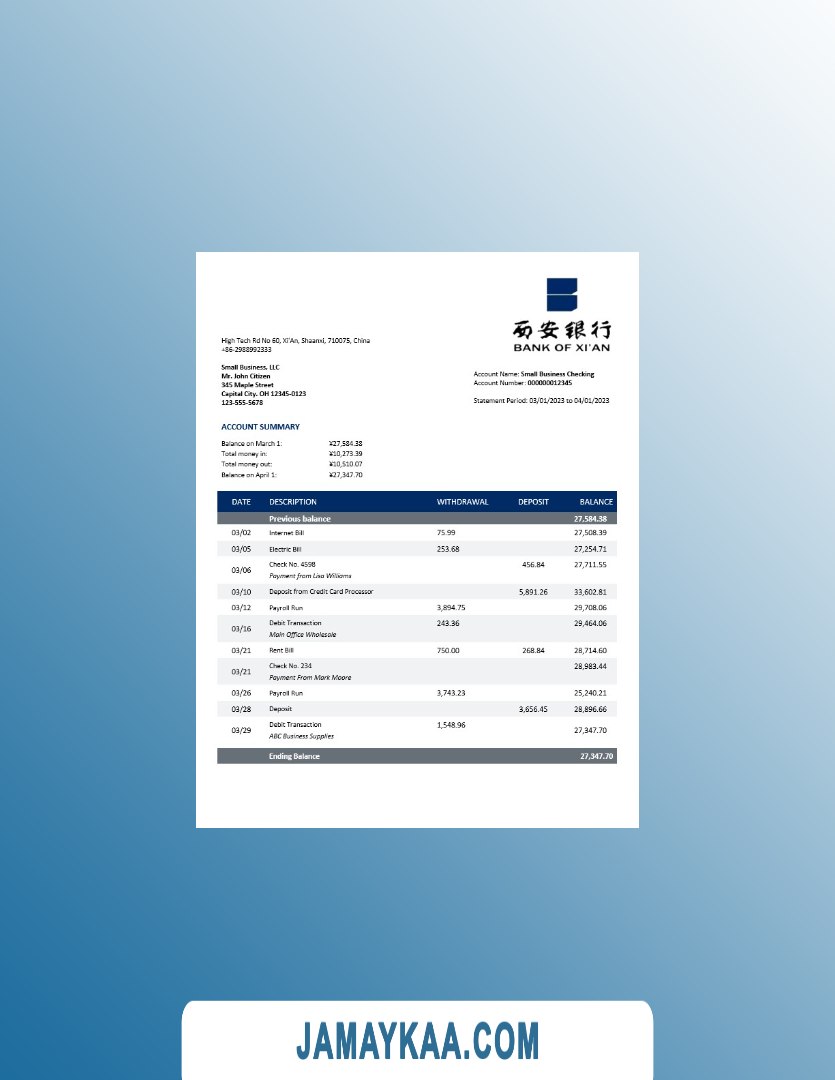 西安银行
BANK OF XI'AN
High Tech Rd No 60, Xi'An, Shaanxi, 710075, China
+86-2988992333
Small Business, LLC
Mr. John Citizen
345 Maple Street
Capital City, OH 12345-0123
123-555-5678
Account Name: Small Business Checking
Account Number: 000000012345
Statement Period: 03/01/2023 to 04/01/2023
ACCOUNT SUMMARY
Balance on March 1: ¥27,584.38
Total money in: ¥10,273.39
Total money out: ¥10,510.07
Balance on April 1: ¥27,347.70
DATE DESCRIPTION WITHDRAWAL DEPOSIT BALANCE
Previous balance 27,584.38
03/02 Internet Bill 75.99 27,508.39
03/05 Electric Bill 253.68 27,254.71
03/06 Check No. 4598 456.84 27,711.55
Payment from Lisa Williams
03/10 Deposit from Credit Card Processor 5,891.26 33,602.81
03/12 Payroll Run 3,894.75 29,708.06
03/16 Debit Transaction 243.36 29,464.06
Main Office Wholesale
03/21 Rent Bill 750.00 268.84 28,714.60
03/21 Check No. 234 28,983.44
Payment From Mark Moore
03/26 Payroll Run 3,743.23 25,240.21
03/28 Deposit 3,656.45 28,896.66
03/29 Debit Transaction 1,548.96 27,347.70
ABC Business Supplies
Ending Balance 27,347.70
JAMAYKAA.COM